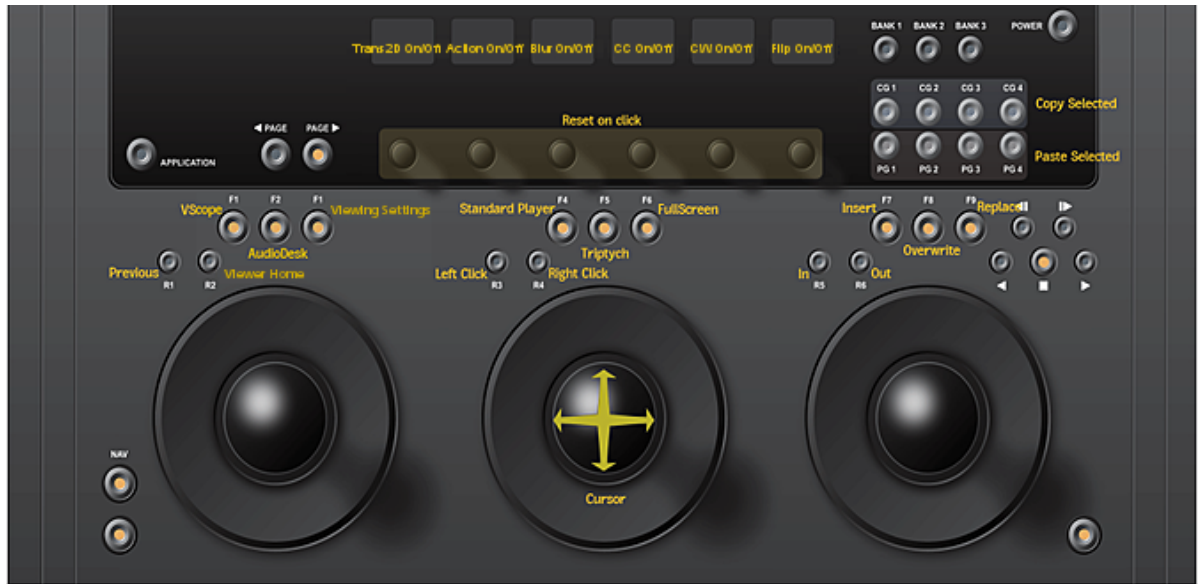 BANK 1 BANK 2 BANK 3 POWER
Trans2D On/Off Action On/Off Blur On/Off CC On/Off CW On/Off Flip On/Off
CG 1 CG 2 CG 3 CG 4
Copy Selected
Reset on click
◀ PAGE PAGE ▶
APPLICATION
Paste Selected
PG 1 PG 2 PG 3 PG 4
F1 F2 F1 F4 F5 F6 F7 F8 F9
VScope Viewing Settings Standard Player FullScreen Insert Replace
AudioDesk Triptych Overwrite
Previous Viewer Home Left Click Right Click In Out
R1 R2 R3 R4 R5 R6
NAV
Cursor